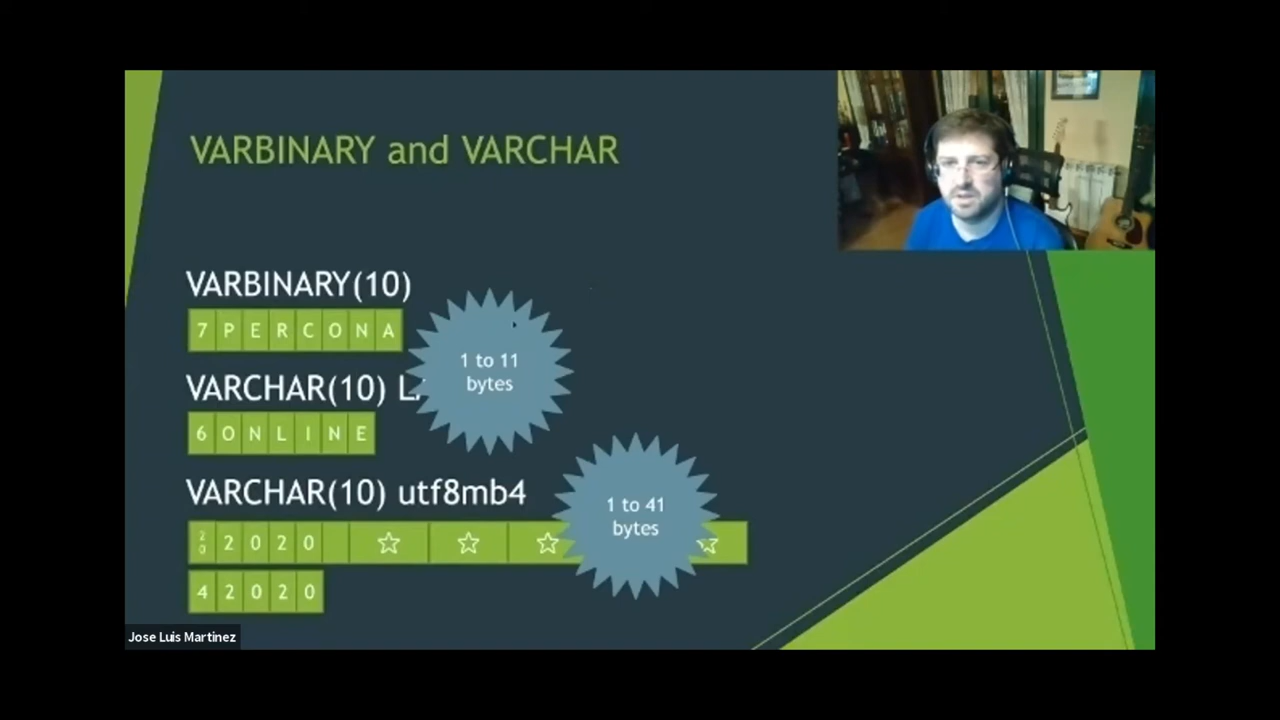 VARBINARY and VARCHAR
VARBINARY(10)
7 P E R C O N A
1 to 11
bytes
VARCHAR(10)
6 O N L I N E
VARCHAR(10) utf8mb4
1 to 41
bytes
20 2 0 2 0 ☆ ☆ ☆ ☆
4 2 0 2 0
Jose Luis Martinez